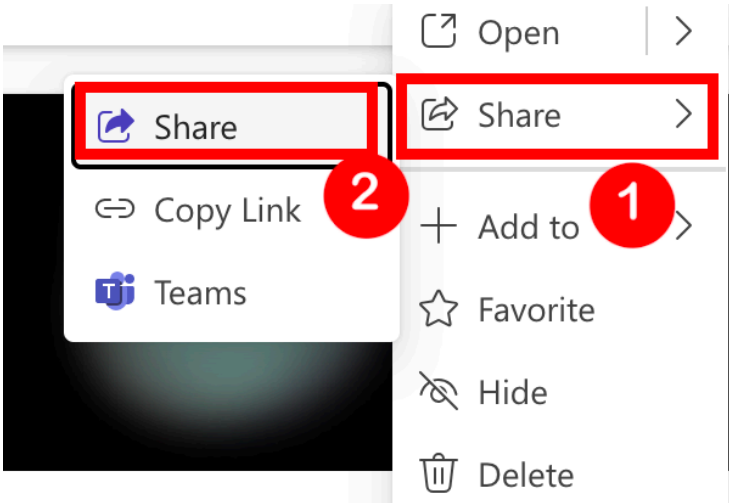 Open
Share
1
Add to
Favorite
Hide
Delete
Share
2
Copy Link
Teams